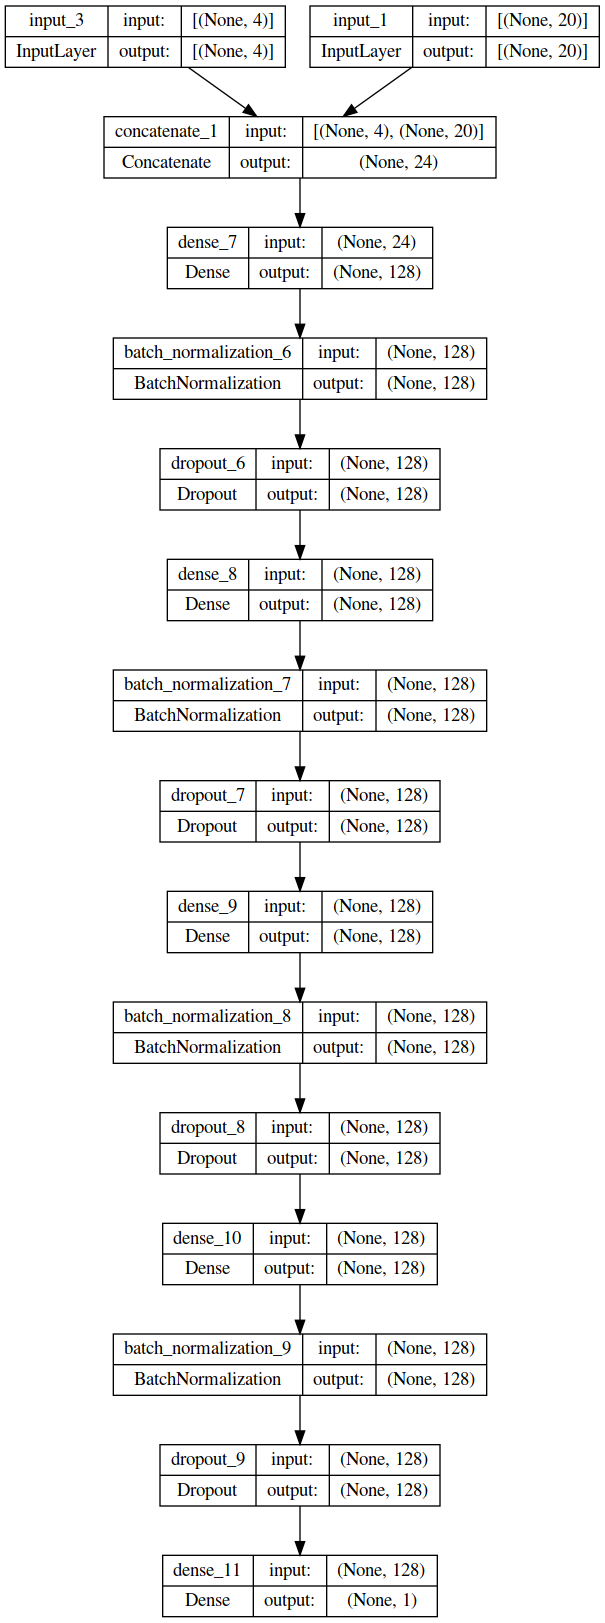 input_3 input: [(None, 4)]
InputLayer output: [(None, 4)]
input_1 input: [(None, 20)]
InputLayer output: [(None, 20)]
concatenate_1 input: [(None, 4), (None, 20)]
Concatenate output: (None, 24)
dense_7 input: (None, 24)
Dense output: (None, 128)
batch_normalization_6 input: (None, 128)
BatchNormalization output: (None, 128)
dropout_6 input: (None, 128)
Dropout output: (None, 128)
dense_8 input: (None, 128)
Dense output: (None, 128)
batch_normalization_7 input: (None, 128)
BatchNormalization output: (None, 128)
dropout_7 input: (None, 128)
Dropout output: (None, 128)
dense_9 input: (None, 128)
Dense output: (None, 128)
batch_normalization_8 input: (None, 128)
BatchNormalization output: (None, 128)
dropout_8 input: (None, 128)
Dropout output: (None, 128)
dense_10 input: (None, 128)
Dense output: (None, 128)
batch_normalization_9 input: (None, 128)
BatchNormalization output: (None, 128)
dropout_9 input: (None, 128)
Dropout output: (None, 128)
dense_11 input: (None, 128)
Dense output: (None, 1)